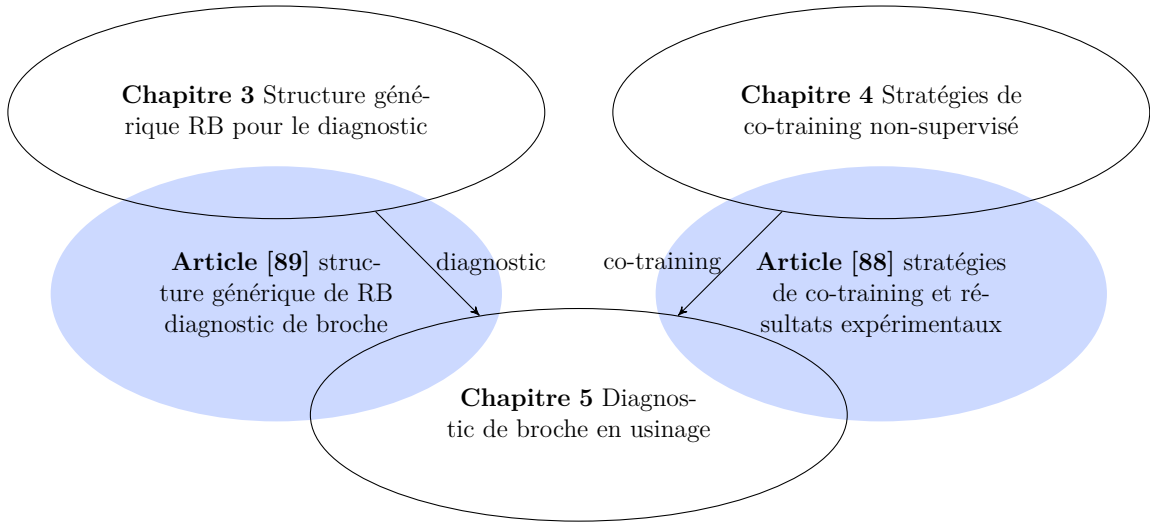 Chapitre 3 Structure géné-
rique RB pour le diagnostic
Chapitre 4 Stratégies de
co-training non-supervisé
Article [89] struc-
ture générique de RB
diagnostic de broche
diagnostic
co-training
Article [88] stratégies
de co-training et ré-
sultats expérimentaux
Chapitre 5 Diagnos-
tic de broche en usinage